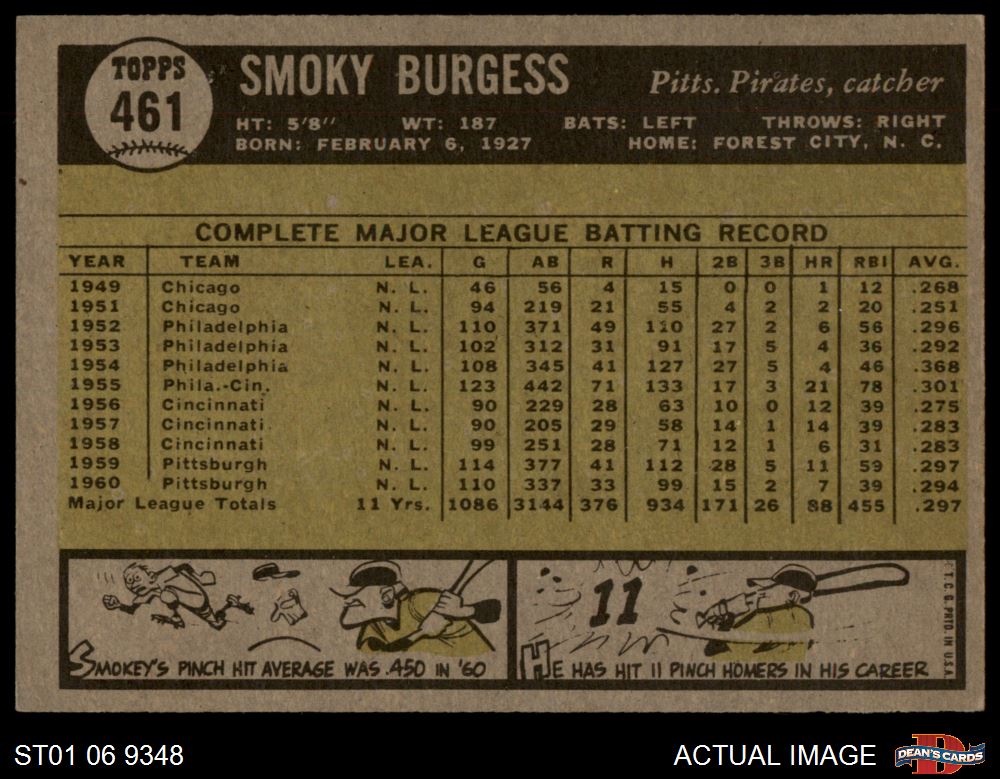 TOPPS
461
SMOKY BURGESS
Pitts. Pirates, catcher
HT: 5'8" WT: 187 BATS: LEFT THROWS: RIGHT
BORN: FEBRUARY 6, 1927 HOME: FOREST CITY, N. C.
COMPLETE MAJOR LEAGUE BATTING RECORD
YEAR TEAM LEA. G AB R H 2B 3B HR RBI AVG.
1949 Chicago N. L. 46 56 4 15 0 0 1 12 .268
1951 Chicago N. L. 94 219 21 55 4 2 2 20 .251
1952 Philadelphia N. L. 110 371 49 110 27 2 6 56 .296
1953 Philadelphia N. L. 102 312 31 91 17 5 4 36 .292
1954 Philadelphia N. L. 108 345 41 127 27 5 4 46 .368
1955 Phila.-Cin. N. L. 123 442 71 133 17 3 21 78 .301
1956 Cincinnati N. L. 90 229 28 63 10 0 12 39 .275
1957 Cincinnati N. L. 90 205 29 58 14 1 14 39 .283
1958 Cincinnati N. L. 99 251 28 71 12 1 6 31 .283
1959 Pittsburgh N. L. 114 377 41 112 28 5 11 59 .297
1960 Pittsburgh N. L. 110 337 33 99 15 2 7 39 .294
Major League Totals 11 Yrs. 1086 3144 376 934 171 26 88 455 .297
11
SMOKEY'S PINCH HIT AVERAGE WAS .450 IN '60
HE HAS HIT 11 PINCH HOMERS IN HIS CAREER
T. C. G. PRTD. IN U.S.A.
ST01 06 9348
ACTUAL IMAGE
D
DEAN'S CARDS